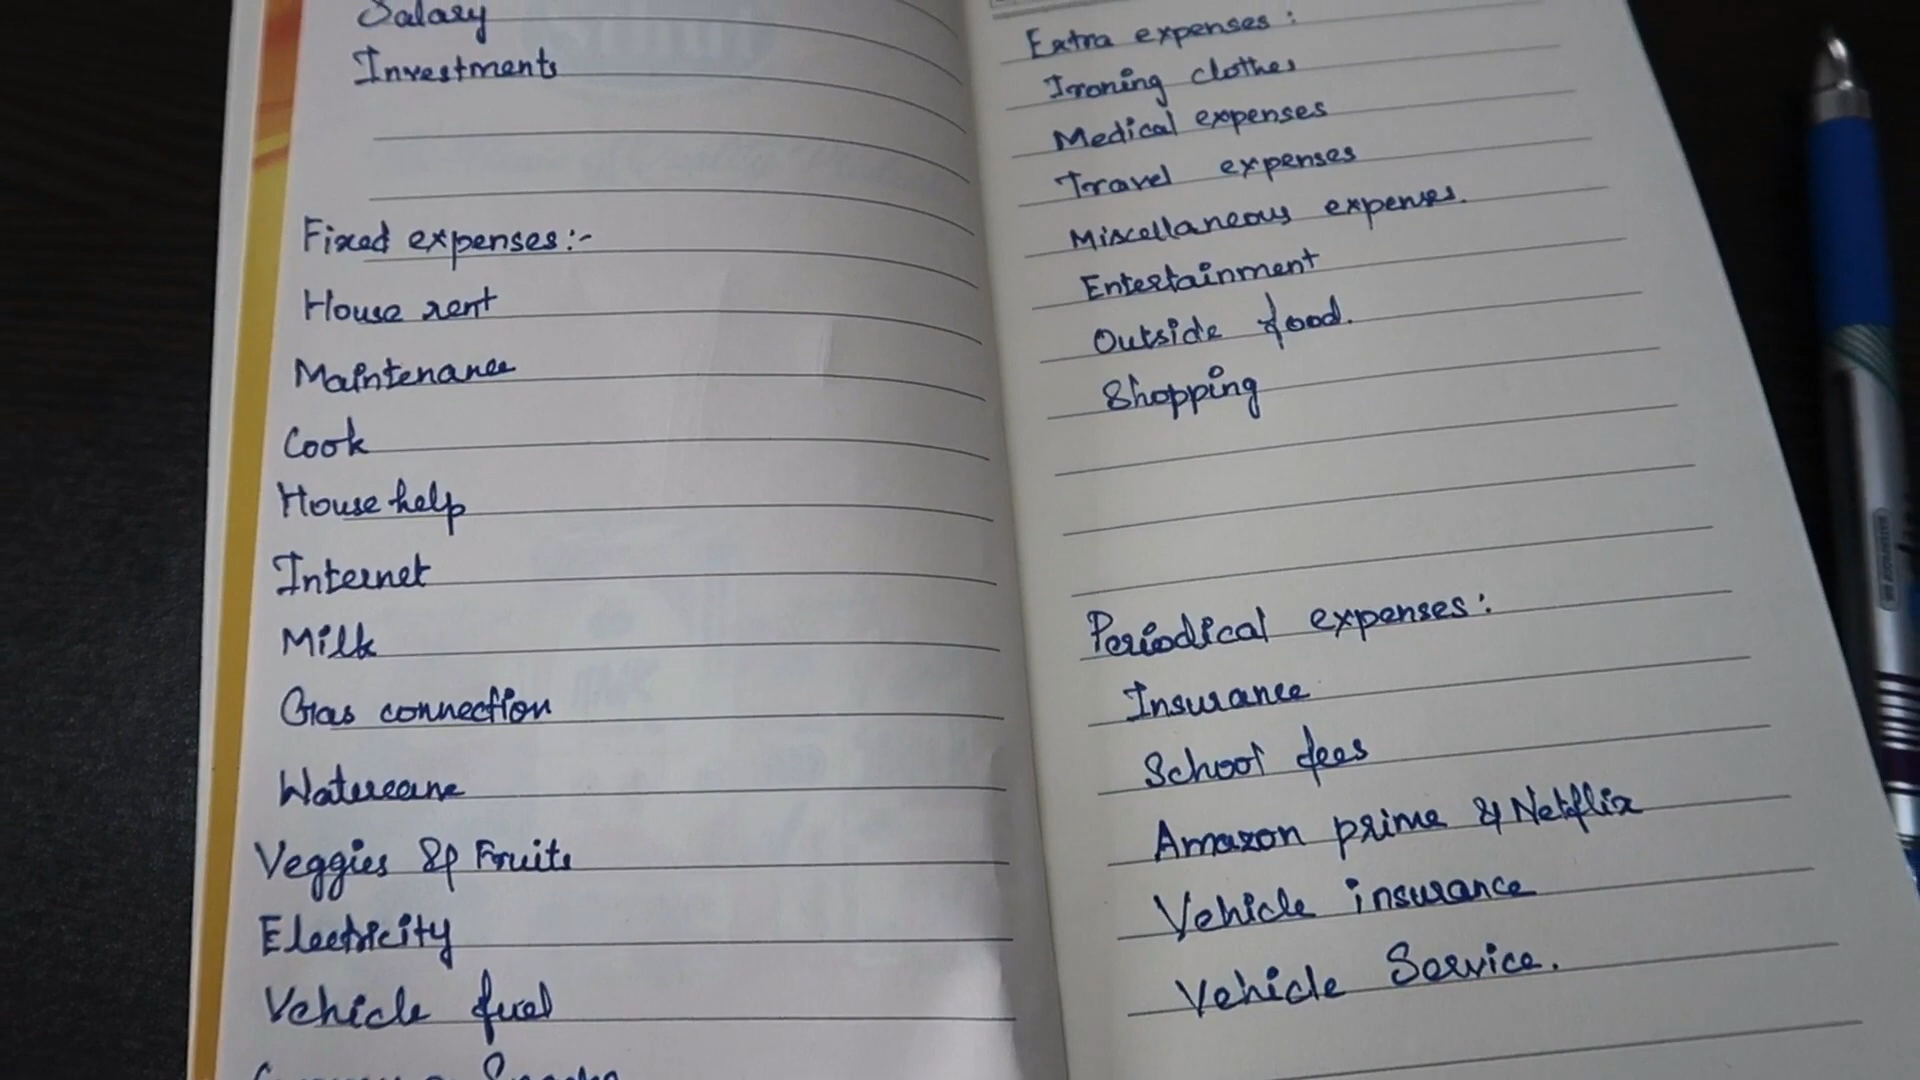 Salary
Investments
Fixed expenses:-
House rent
Maintenance
Cook
House help
Internet
Milk
Gas connection
Watercane
Veggies & Fruits
Electricity
Vehicle fuel
Extra expenses:
Ironing clothes
Medical expenses
Travel expenses
Miscellaneous expenses.
Entertainment
Outside food.
Shopping
Periodical expenses:
Insurance
School fees
Amazon prime & Netflix
Vehicle insurance
Vehicle Service.